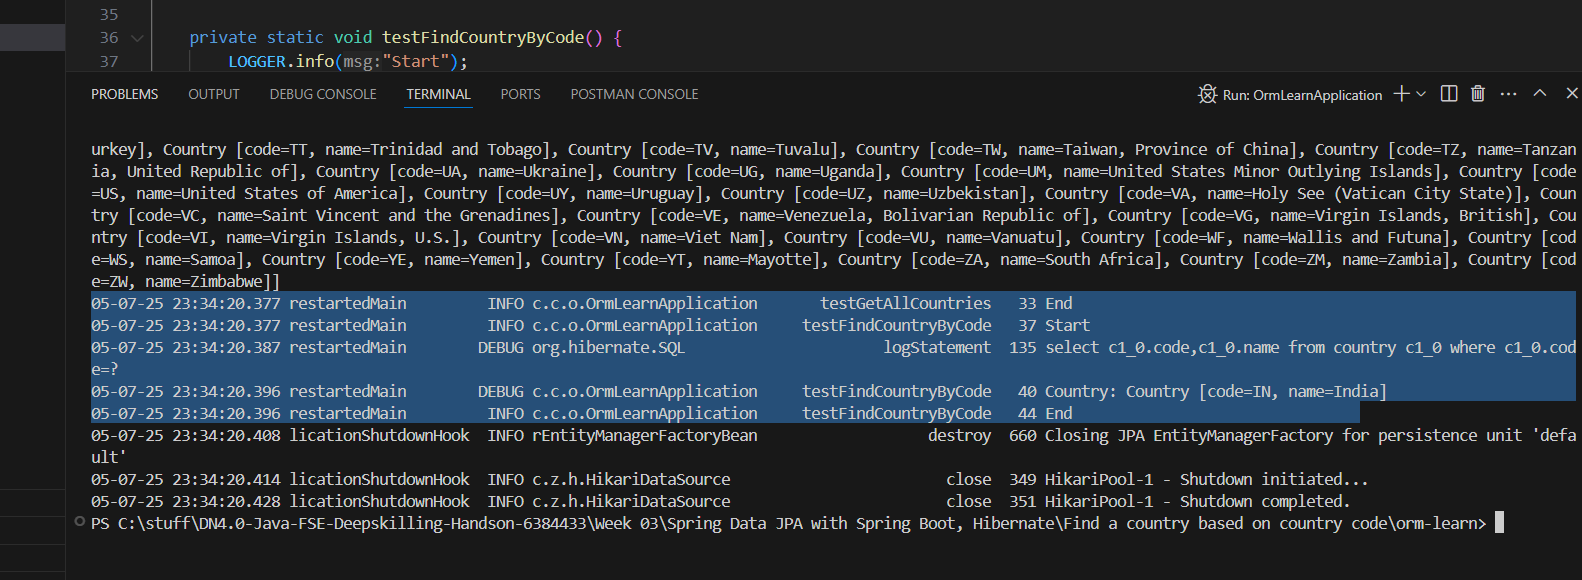 35
36 private static void testFindCountryByCode() {
37 LOGGER.info(msg:"Start");
PROBLEMS OUTPUT DEBUG CONSOLE TERMINAL PORTS POSTMAN CONSOLE Run: OrmLearnApplication
urkey], Country [code=TT, name=Trinidad and Tobago], Country [code=TV, name=Tuvalu], Country [code=TW, name=Taiwan, Province of China], Country [code=TZ, name=Tanzan
ia, United Republic of], Country [code=UA, name=Ukraine], Country [code=UG, name=Uganda], Country [code=UM, name=United States Minor Outlying Islands], Country [code
=US, name=United States of America], Country [code=UY, name=Uruguay], Country [code=UZ, name=Uzbekistan], Country [code=VA, name=Holy See (Vatican City State)], Coun
try [code=VC, name=Saint Vincent and the Grenadines], Country [code=VE, name=Venezuela, Bolivarian Republic of], Country [code=VG, name=Virgin Islands, British], Cou
ntry [code=VI, name=Virgin Islands, U.S.], Country [code=VN, name=Viet Nam], Country [code=VU, name=Vanuatu], Country [code=WF, name=Wallis and Futuna], Country [cod
e=WS, name=Samoa], Country [code=YE, name=Yemen], Country [code=YT, name=Mayotte], Country [code=ZA, name=South Africa], Country [code=ZM, name=Zambia], Country [cod
e=ZW, name=Zimbabwe]]
05-07-25 23:34:20.377 restartedMain INFO c.c.o.OrmLearnApplication testGetAllCountries 33 End
05-07-25 23:34:20.377 restartedMain INFO c.c.o.OrmLearnApplication testFindCountryByCode 37 Start
05-07-25 23:34:20.387 restartedMain DEBUG org.hibernate.SQL logStatement 135 select c1_0.code,c1_0.name from country c1_0 where c1_0.cod
e=?
05-07-25 23:34:20.396 restartedMain DEBUG c.c.o.OrmLearnApplication testFindCountryByCode 40 Country: Country [code=IN, name=India]
05-07-25 23:34:20.396 restartedMain INFO c.c.o.OrmLearnApplication testFindCountryByCode 44 End
05-07-25 23:34:20.408 licationShutdownHook INFO rEntityManagerFactoryBean destroy 660 Closing JPA EntityManagerFactory for persistence unit 'defa
ult'
05-07-25 23:34:20.414 licationShutdownHook INFO c.z.h.HikariDataSource close 349 HikariPool-1 - Shutdown initiated...
05-07-25 23:34:20.428 licationShutdownHook INFO c.z.h.HikariDataSource close 351 HikariPool-1 - Shutdown completed.
PS C:\stuff\DN4.0-Java-FSE-Deepskilling-Handson-6384433\Week 03\Spring Data JPA with Spring Boot, Hibernate\Find a country based on country code\orm-learn>